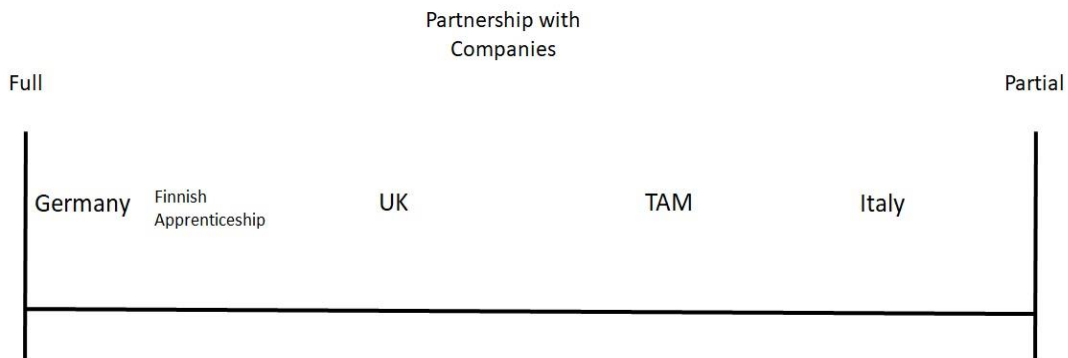 Partnership with
Companies
Full
Partial
Germany
Finnish
Apprenticeship
UK
TAM
Italy